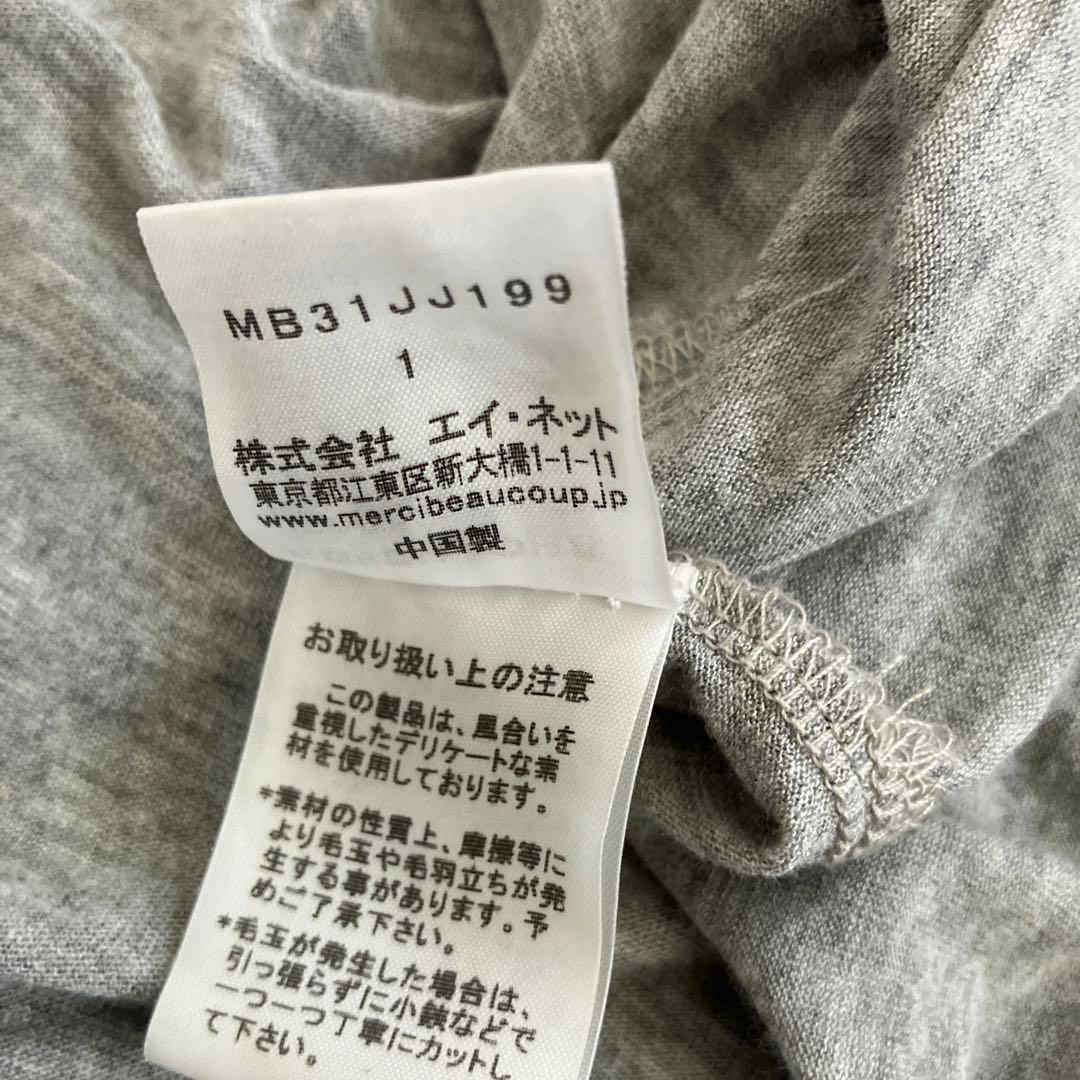 MB31JJ199
1
株式会社 エイ・ネット
東京都江東区新大橋1-1-11
www.mercibeaucoup.jp
中国製
お取り扱い上の注意
この製品は、風合いを
重視したデリケートな素
材を使用しております。
*素材の性質上、摩擦等に
より毛玉や毛羽立ちが発
生する事があります。予
めご了承下さい。
*毛玉が発生した場合は、
引っ張らずに小鋏などで
一つ一つ丁寧にカットし
て下さい。